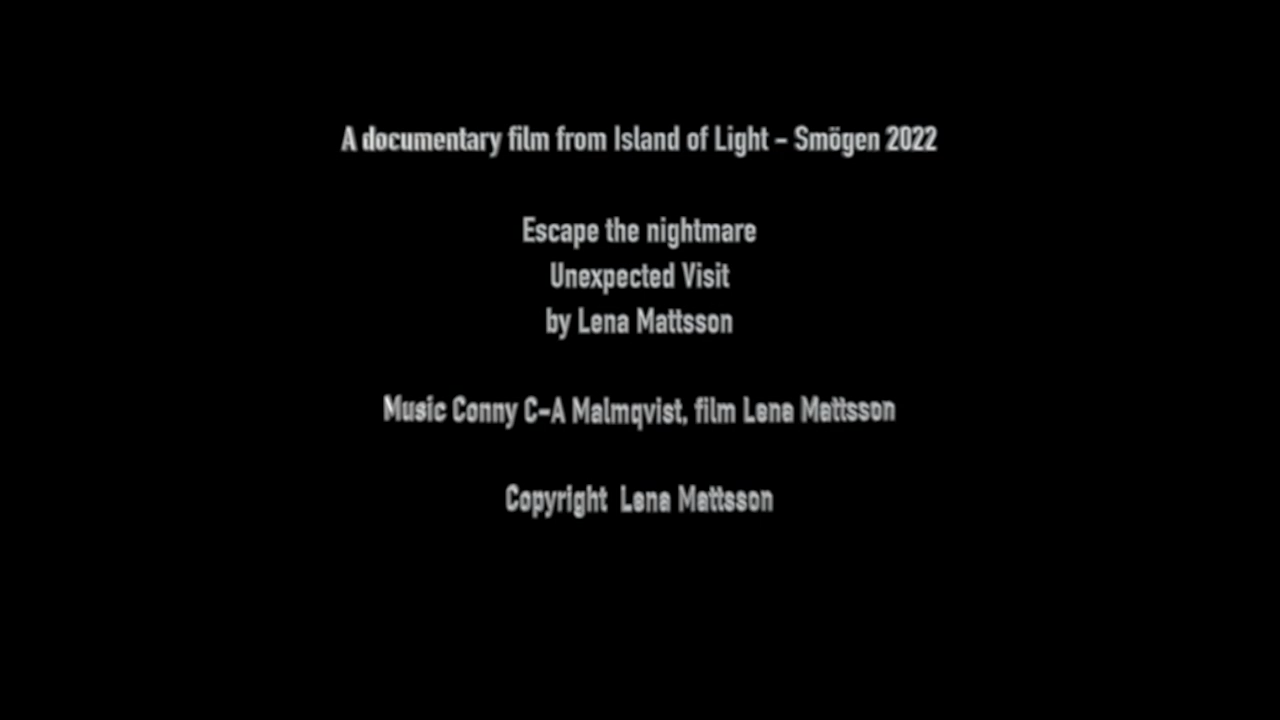 A documentary film from Island of Light - Smögen 2022
Escape the nightmare
Unexpected Visit
by Lena Mattsson
Music Conny C-A Malmqvist, film Lena Mattsson
Copyright Lena Mattsson